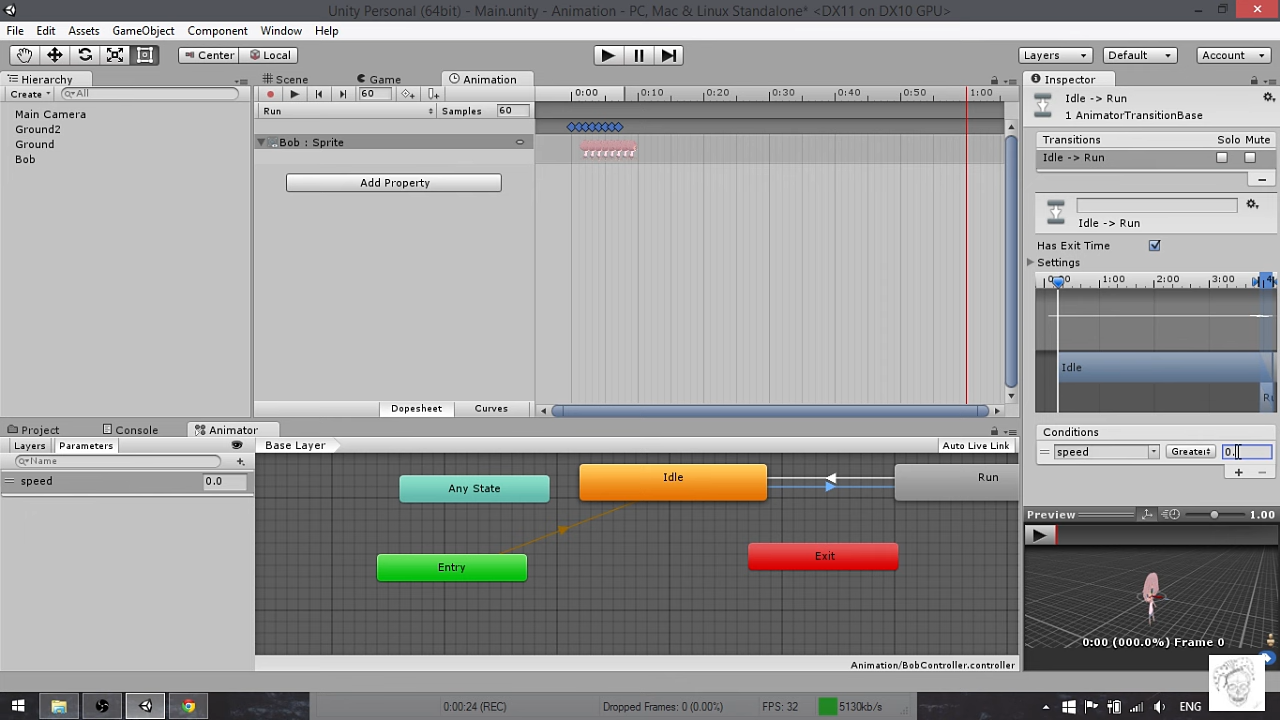 Unity Personal (64bit) - Main.unity - Animation - PC, Mac & Linux Standalone* <DX11 on DX10 GPU>
File Edit Assets GameObject Component Window Help
Center Local Layers Default Account
Hierarchy Scene Game Animation Inspector
Create All 60 0:00 0:10 0:20 0:30 0:40 0:50 1:00
Idle -> Run
1 AnimatorTransitionBase
Run Samples 60
Main Camera
Ground2
Ground
Bob
Bob : Sprite
Add Property
Transitions Solo Mute
Idle -> Run
Idle -> Run
Has Exit Time
Settings
0:00 1:00 2:00 3:00 4
Idle
Dopesheet Curves
Project Console Animator
Layers Parameters Base Layer Auto Live Link
Name
speed 0.0
Conditions
speed Greater 0.
Any State
Idle
Run
Entry
Exit
Preview 1.00
0:00 (000.0%) Frame 0
Animation/BobController.controller
0:00:24 (REC) Dropped Frames: 0 (0.00%) FPS: 32 5130kb/s ENG